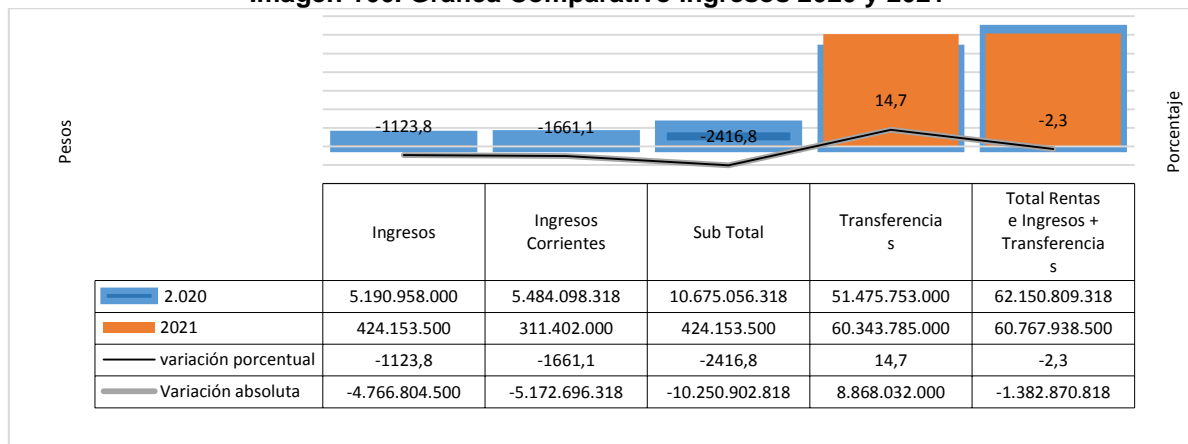 -1123,8 -1661,1 -2416,8 14,7 -2,3
Pesos
Porcentaje
Ingresos
Ingresos
Corrientes
Sub Total
Transferencia
s
Total Rentas
e Ingresos +
Transferencia
s
2.020 5.190.958.000 5.484.098.318 10.675.056.318 51.475.753.000 62.150.809.318
2021 424.153.500 311.402.000 424.153.500 60.343.785.000 60.767.938.500
variación porcentual -1123,8 -1661,1 -2416,8 14,7 -2,3
Variación absoluta -4.766.804.500 -5.172.696.318 -10.250.902.818 8.868.032.000 -1.382.870.818